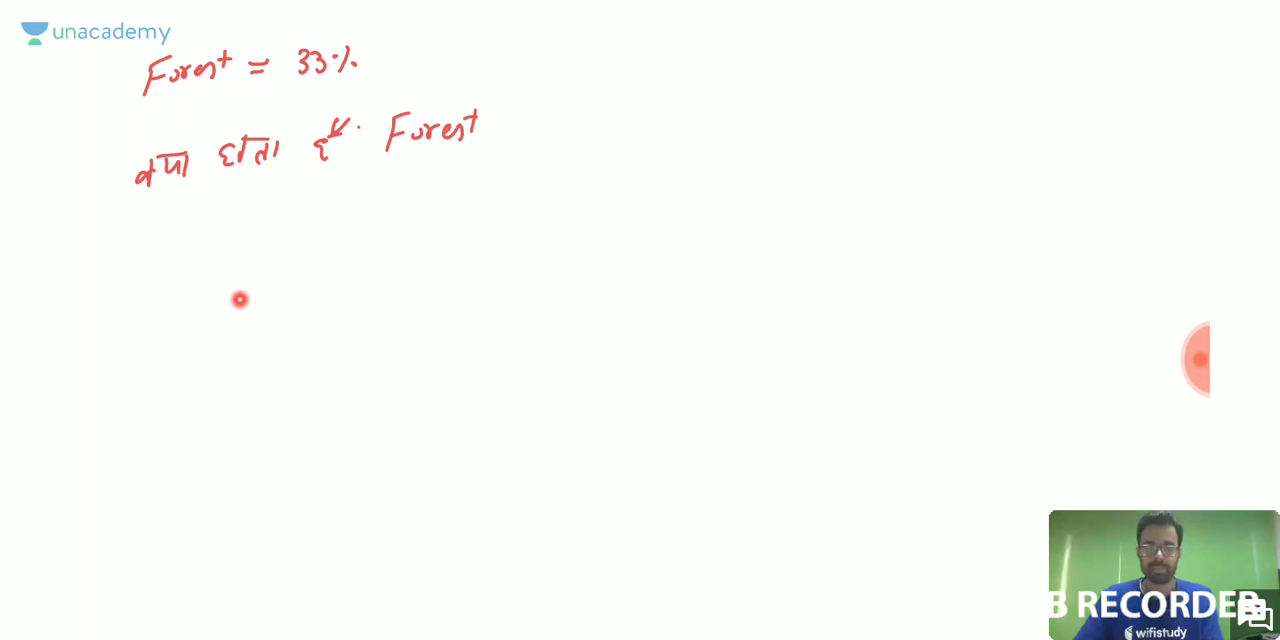 unacademy
Forest = 33%
क्या होता है Forest
B RECORDER
wifistudy